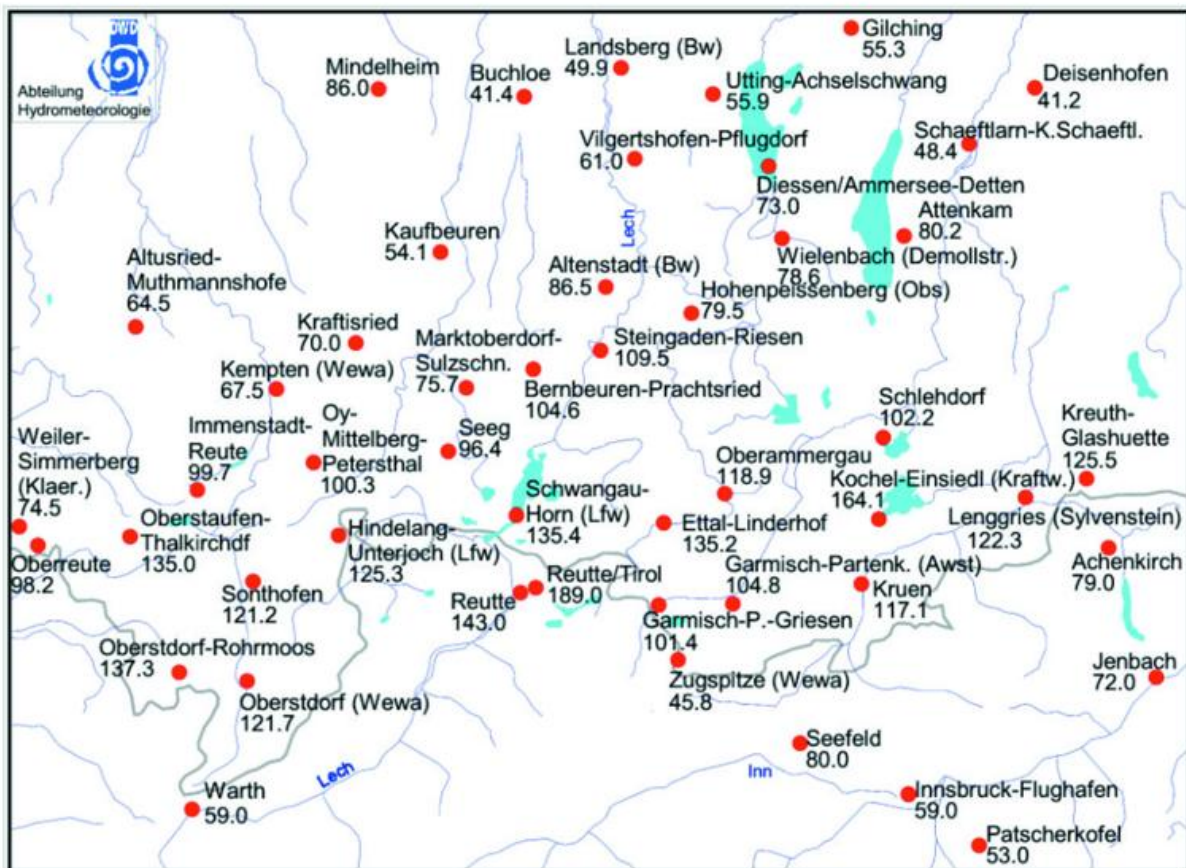 DWD
Abteilung
Hydrometeorologie
Gilching
55.3
Landsberg (Bw)
49.9
Mindelheim
86.0
Buchloe
41.4
Utting-Achselschwang
55.9
Deisenhofen
41.2
Schaeftlarn-K.Schaeftl.
48.4
Vilgertshofen-Pflugdorf
61.0
Diessen/Ammersee-Detten
73.0
Attenkam
80.2
Lech
Kaufbeuren
54.1
Wielenbach (Demollstr.)
78.6
Altusried-
Muthmannshofe
64.5
Altenstadt (Bw)
86.5
Hohenpeissenberg (Obs)
79.5
Kraftisried
70.0
Marktoberdorf-
Sulzschn.
75.7
Steingaden-Riesen
109.5
Kempten (Wewa)
67.5
Bernbeuren-Prachtsried
104.6
Schlehdorf
102.2
Kreuth-
Glashuette
125.5
Immenstadt-
Reute
99.7
Oy-
Mittelberg-
Petersthal
100.3
Seeg
96.4
Weiler-
Simmerberg
(Klaer.)
74.5
Oberammergau
118.9
Kochel-Einsiedl (Kraftw.)
164.1
Schwangau-
Horn (Lfw)
135.4
Ettal-Linderhof
135.2
Lenggries (Sylvenstein)
122.3
Oberstaufen-
Thalkirchdf
135.0
Hindelang-
Unterjoch (Lfw)
125.3
Achenkirch
79.0
Oberreute
98.2
Sonthofen
121.2
Reutte/Tirol
189.0
Reutte
143.0
Garmisch-Partenk. (Awst)
104.8
Kruen
117.1
Garmisch-P.-Griesen
101.4
Oberstdorf-Rohrmoos
137.3
Zugspitze (Wewa)
45.8
Jenbach
72.0
Oberstdorf (Wewa)
121.7
Seefeld
80.0
Lech
Inn
Warth
59.0
Innsbruck-Flughafen
59.0
Patscherkofel
53.0